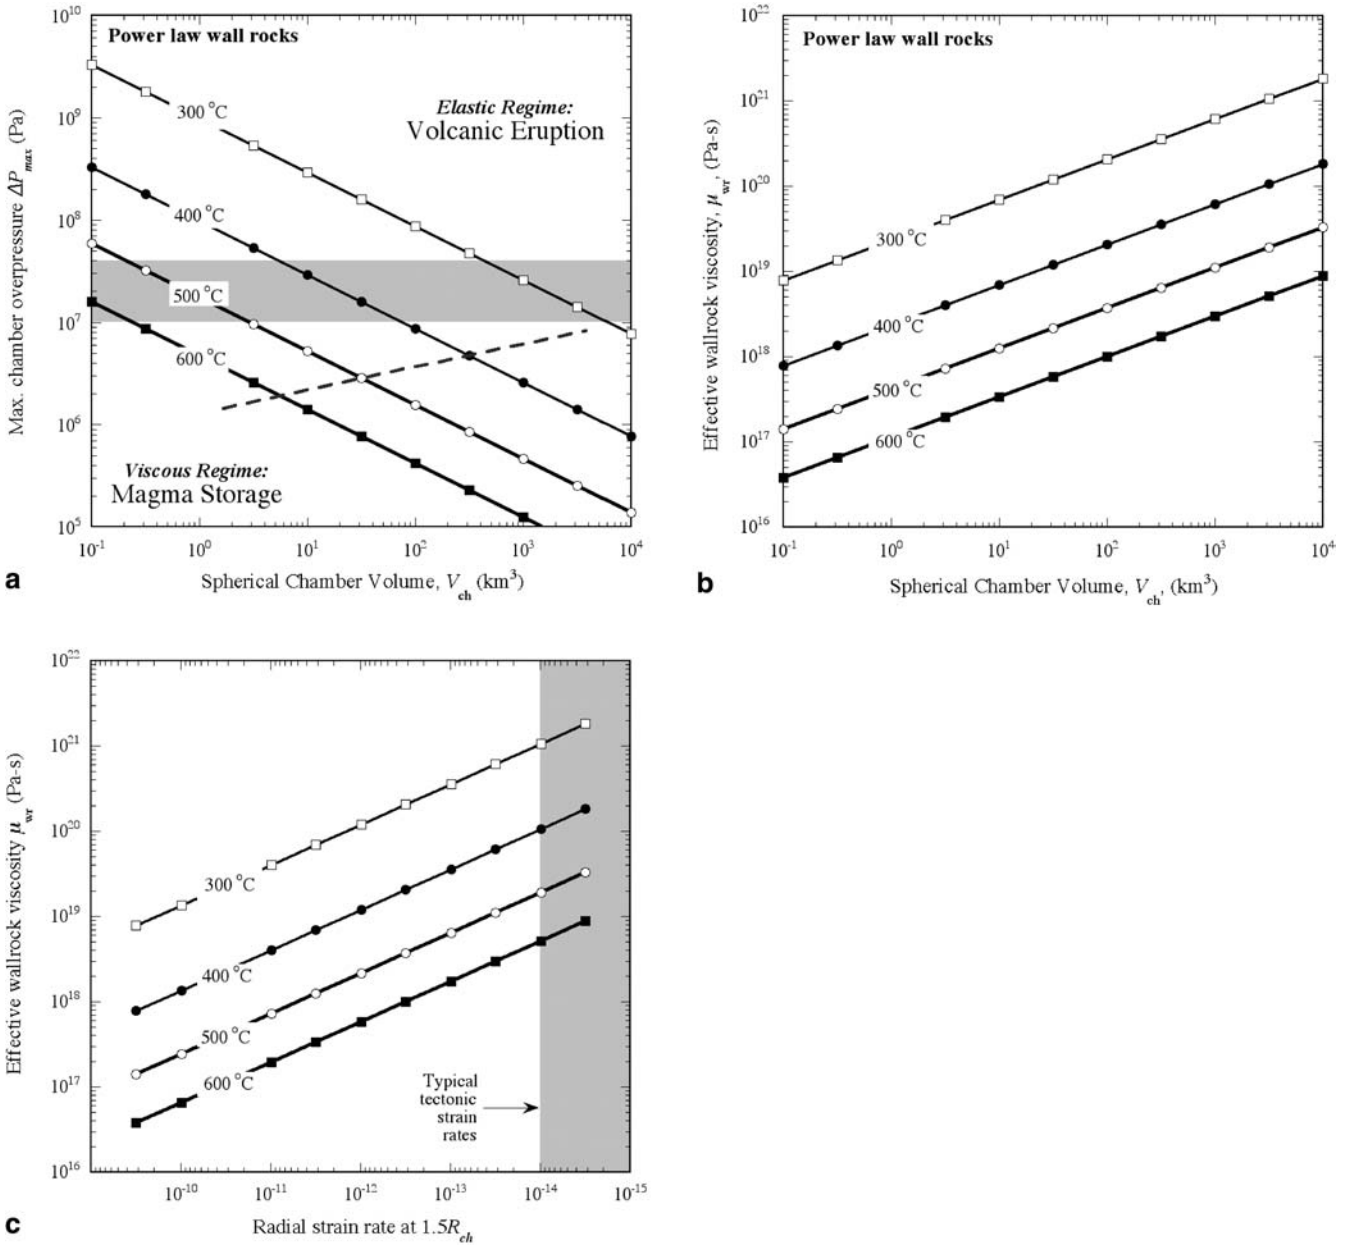 Power law wall rocks
Elastic Regime:
Volcanic Eruption
300 °C
400 °C
500 °C
600 °C
Viscous Regime:
Magma Storage
Max. chamber overpressure ΔP_max (Pa)
10^10
10^9
10^8
10^7
10^6
10^5
10^-1
10^0
10^1
10^2
10^3
10^4
Spherical Chamber Volume, V_ch (km^3)
a
Power law wall rocks
300 °C
400 °C
500 °C
600 °C
Effective wallrock viscosity, μ_wr, (Pa-s)
10^22
10^21
10^20
10^19
10^18
10^17
10^16
10^-1
10^0
10^1
10^2
10^3
10^4
Spherical Chamber Volume, V_ch, (km^3)
b
300 °C
400 °C
500 °C
600 °C
Typical
tectonic
strain
rates
Effective wallrock viscosity μ_wr (Pa-s)
10^22
10^21
10^20
10^19
10^18
10^17
10^16
10^-10
10^-11
10^-12
10^-13
10^-14
10^-15
Radial strain rate at 1.5R_ch
c